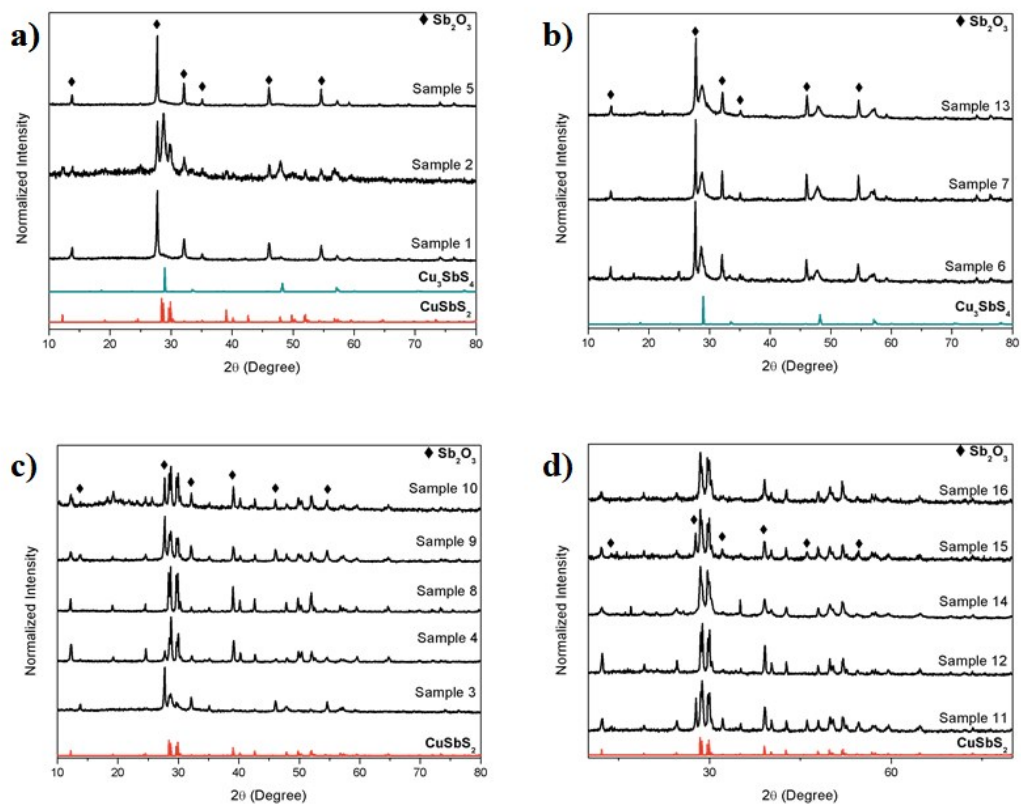 a)
◆ Sb₂O₃
Sample 5
Sample 2
Sample 1
Cu₃SbS₄
CuSbS₂
Normalized Intensity
10 20 30 40 50 60 70 80
2θ (Degree)
b)
◆ Sb₂O₃
Sample 13
Sample 7
Sample 6
Cu₃SbS₄
Normalized Intensity
10 20 30 40 50 60 70 80
2θ (Degree)
c)
◆ Sb₂O₃
Sample 10
Sample 9
Sample 8
Sample 4
Sample 3
CuSbS₂
Normalized Intensity
10 20 30 40 50 60 70 80
2θ (Degree)
d)
◆ Sb₂O₃
Sample 16
Sample 15
Sample 14
Sample 12
Sample 11
CuSbS₂
Normalized Intensity
30 60
2θ (Degree)